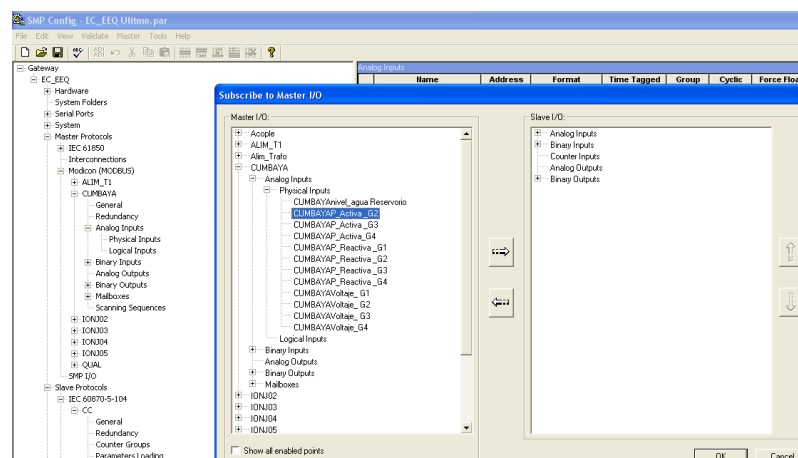 SMP Config - EC_EEQ Ulitmo.par
File Edit View Validate Master Tools Help
Gateway
EC_EEQ
Hardware
System Folders
Serial Ports
System
Master Protocols
IEC 61850
Interconnections
Modicon (MODBUS)
ALIM_T1
CUMBAYA
General
Redundancy
Analog Inputs
Physical Inputs
Logical Inputs
Binary Inputs
Analog Outputs
Binary Outputs
Mailboxes
Scanning Sequences
IONJ02
IONJ03
IONJ04
IONJ05
QUAL
SMP I/O
Slave Protocols
IEC 60870-5-104
CC
General
Redundancy
Counter Groups
Parameters Loading
Analog Inputs
Name Address Format Time Tagged Group Cyclic Force Floa
Subscribe to Master I/O
Master I/O:
Acople
ALIM_T1
Alim_Trafo
CUMBAYA
Analog Inputs
Physical Inputs
CUMBAYAnivel_agua Reservorio
CUMBAYAP_Activa _G2
CUMBAYAP_Activa _G3
CUMBAYAP_Activa_G4
CUMBAYAP_Reactiva _G1
CUMBAYAP_Reactiva _G2
CUMBAYAP_Reactiva _G3
CUMBAYAP_Reactiva _G4
CUMBAYAVoltaje_ G1
CUMBAYAVoltaje_ G2
CUMBAYAVoltaje_ G3
CUMBAYAVoltaje_G4
Logical Inputs
Binary Inputs
Analog Outputs
Binary Outputs
Mailboxes
IONJ02
IONJ03
IONJ04
IONJ05
Show all enabled points
Slave I/O:
Analog Inputs
Binary Inputs
Counter Inputs
Analog Outputs
Binary Outputs
OK Cancel